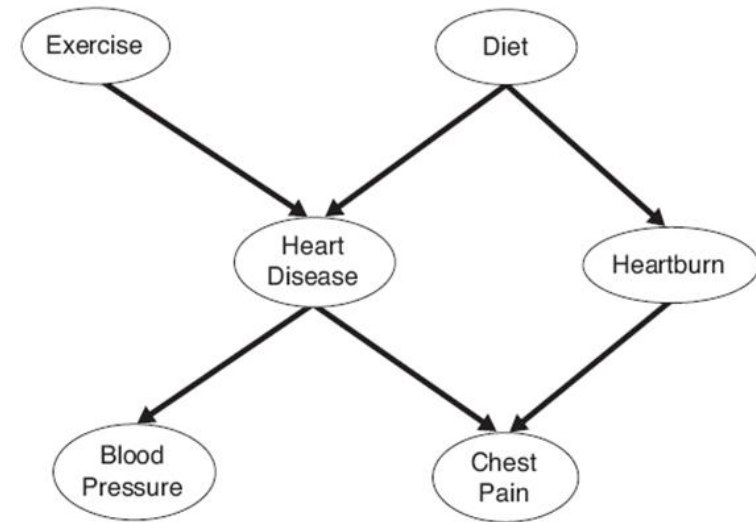 Exercise
Diet
Heart
Disease
Heartburn
Blood
Pressure
Chest
Pain